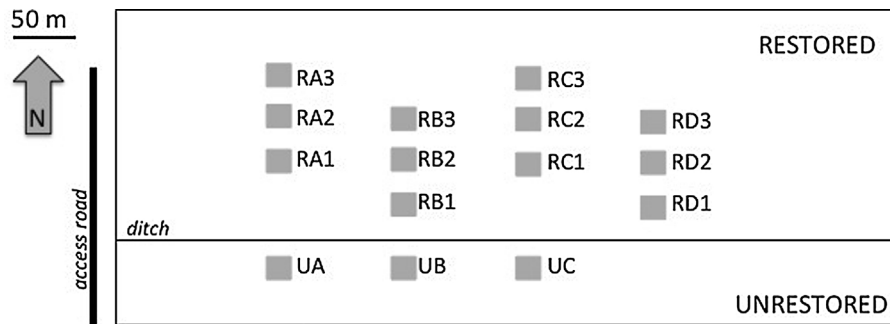 50 m
N
access road
RESTORED
RA3
RC3
RA2
RB3
RC2
RD3
RA1
RB2
RC1
RD2
RB1
RD1
ditch
UA
UB
UC
UNRESTORED